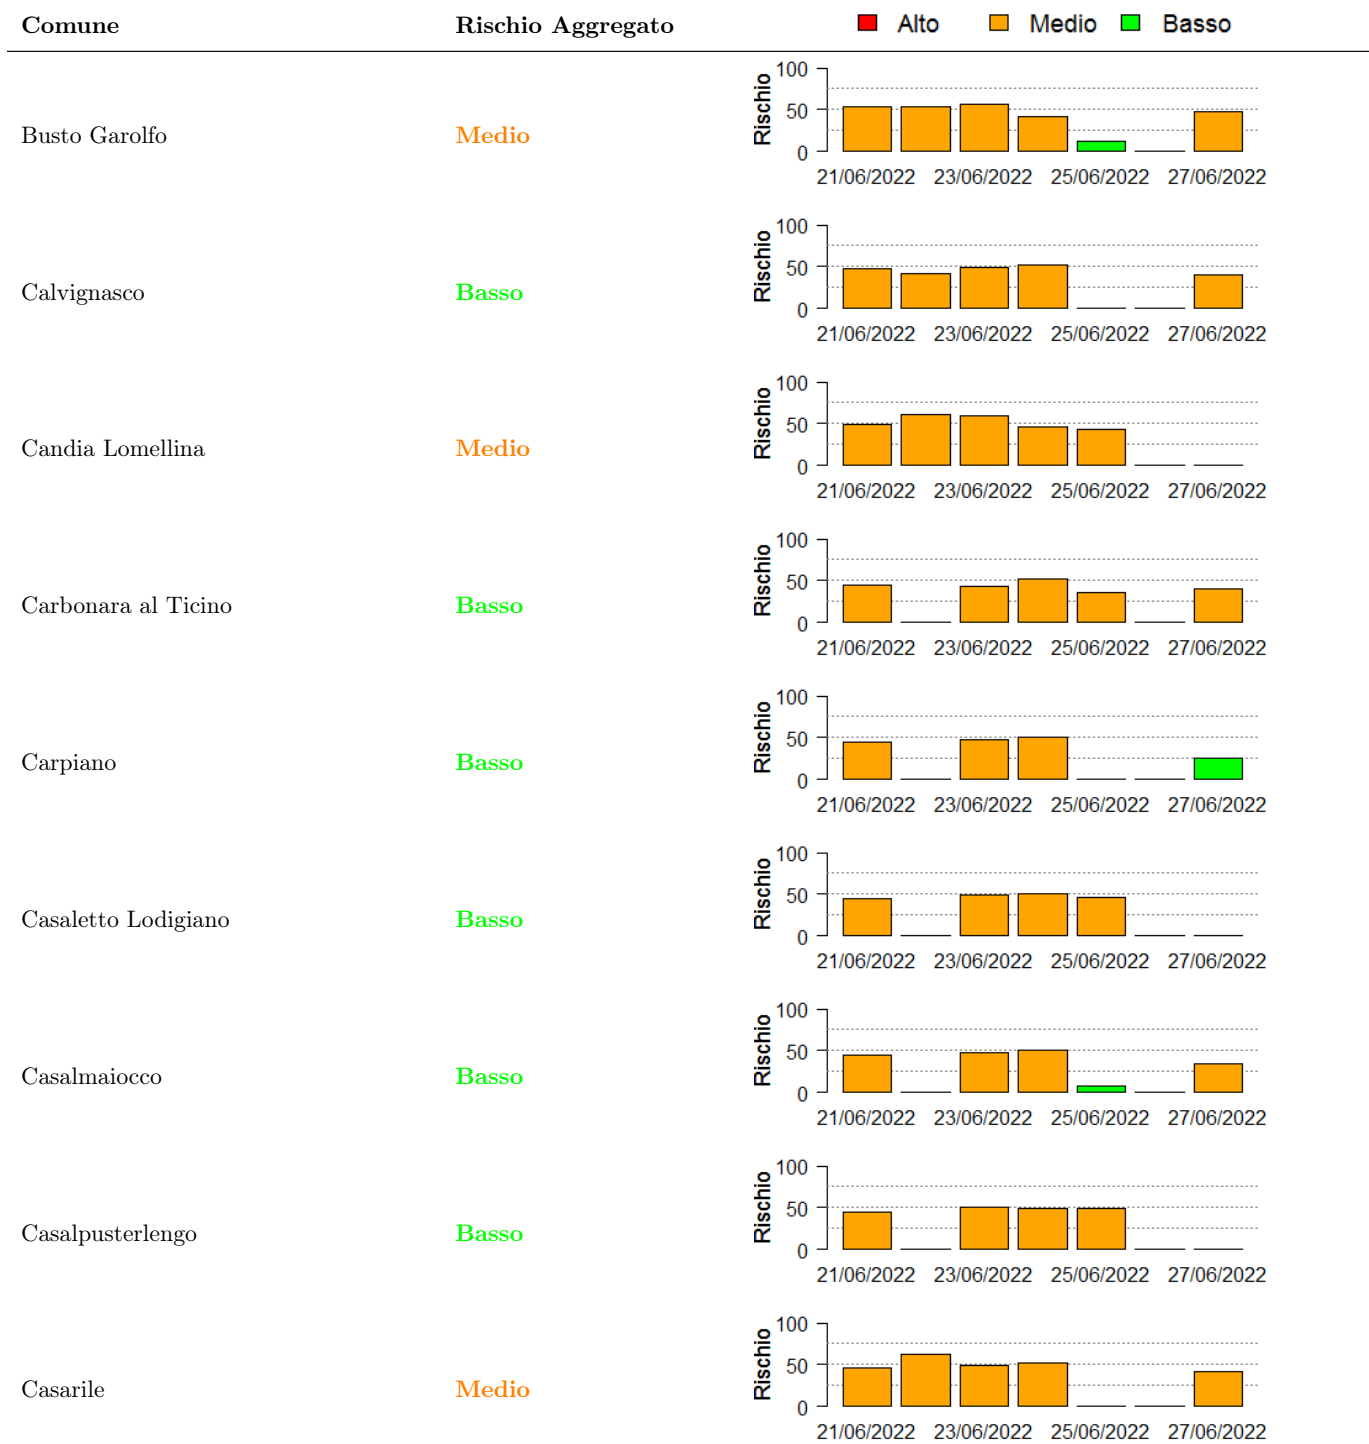 Comune Rischio Aggregato Alto Medio Basso
100
50
0
Rischio
Busto Garolfo Medio
21/06/2022 23/06/2022 25/06/2022 27/06/2022
100
50
0
Rischio
Calvignasco Basso
21/06/2022 23/06/2022 25/06/2022 27/06/2022
100
50
0
Rischio
Candia Lomellina Medio
21/06/2022 23/06/2022 25/06/2022 27/06/2022
100
50
0
Rischio
Carbonara al Ticino Basso
21/06/2022 23/06/2022 25/06/2022 27/06/2022
100
50
0
Rischio
Carpiano Basso
21/06/2022 23/06/2022 25/06/2022 27/06/2022
100
50
0
Rischio
Casaletto Lodigiano Basso
21/06/2022 23/06/2022 25/06/2022 27/06/2022
100
50
0
Rischio
Casalmaiocco Basso
21/06/2022 23/06/2022 25/06/2022 27/06/2022
100
50
0
Rischio
Casalpusterlengo Basso
21/06/2022 23/06/2022 25/06/2022 27/06/2022
100
50
0
Rischio
Casarile Medio
21/06/2022 23/06/2022 25/06/2022 27/06/2022